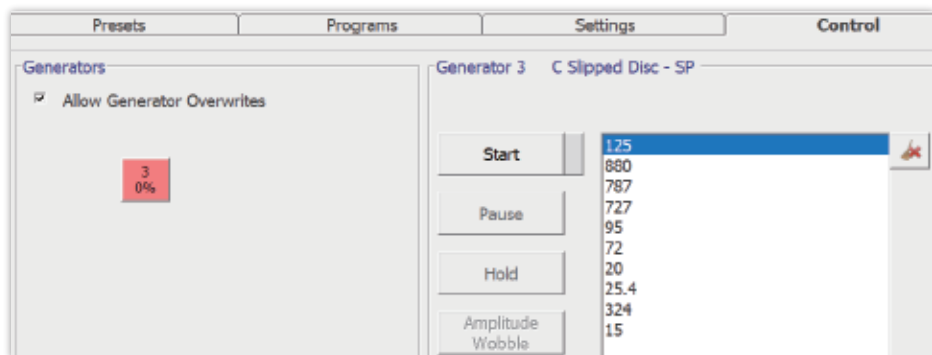 Presets Programs Settings Control
Generators
Allow Generator Overwrites
3
0%
Generator 3 C Slipped Disc - SP
Start
Pause
Hold
Amplitude
Wobble
125
880
787
727
95
72
20
25.4
324
15